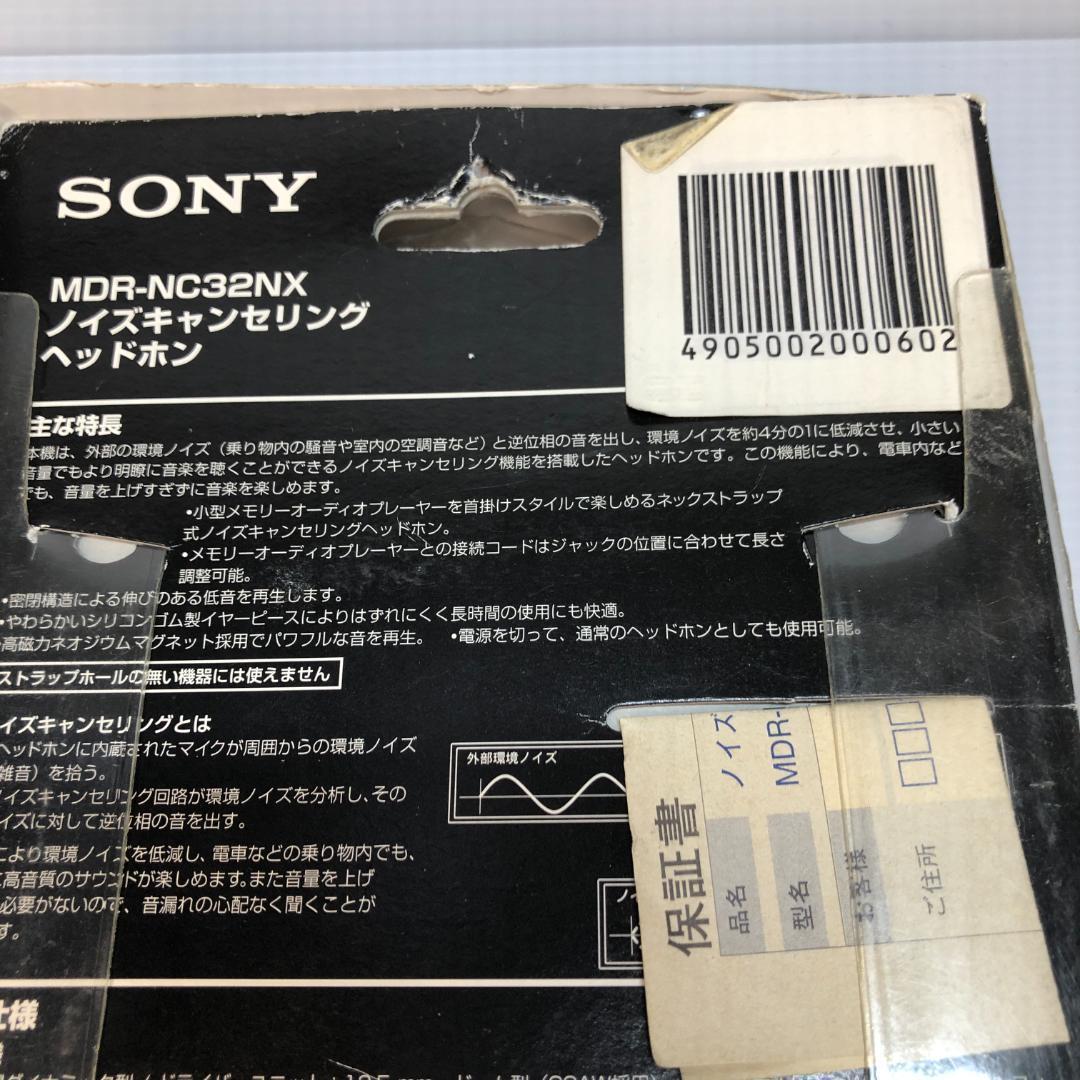 SONY
4905002000602
MDR-NC32NX
ノイズキャンセリング
ヘッドホン
主な特長
本機は、外部の環境ノイズ（乗り物内の騒音や室内の空調音など）と逆位相の音を出し、環境ノイズを約4分の1に低減させ、小さい
音量でもより明瞭に音楽を聴くことができるノイズキャンセリング機能を搭載したヘッドホンです。この機能により、電車内など
でも、音量を上げすぎずに音楽を楽しめます。
•小型メモリーオーディオプレーヤーを首掛けスタイルで楽しめるネックストラップ
式ノイズキャンセリングヘッドホン。
•メモリーオーディオプレーヤーとの接続コードはジャックの位置に合わせて長さ
調整可能。
•密閉構造による伸びのある低音を再生します。
•やわらかいシリコンゴム製イヤーピースによりはずれにくく長時間の使用にも快適。
高磁力ネオジウムマグネット採用でパワフルな音を再生。 •電源を切って、通常のヘッドホンとしても使用可能。
ストラップホールの無い機器には使えません
イズキャンセリングとは
ヘッドホンに内蔵されたマイクが周囲からの環境ノイズ
雑音）を拾う。
ノイズキャンセリング回路が環境ノイズを分析し、その
イズに対して逆位相の音を出す。
により環境ノイズを低減し、電車などの乗り物内でも、
高音質のサウンドが楽しめます。また音量を上げ
必要がないので、音漏れの心配なく聞くことが
す。
外部環境ノイズ
ノイ
保証書
品名 ノイズ
型名 MDR-
お客様
ご住所 □□□
仕様